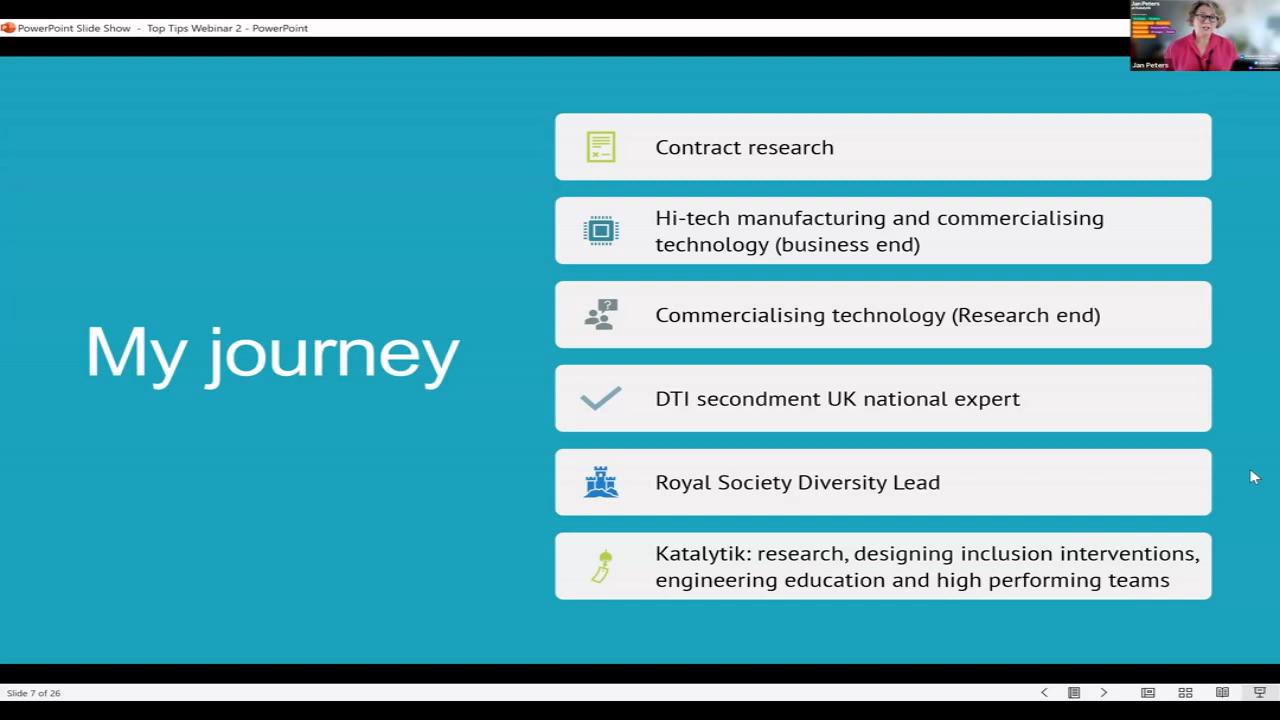 PowerPoint Slide Show - Top Tips Webinar 2 - PowerPoint
Jan Peters
Jan Peters
My journey
Contract research
Hi-tech manufacturing and commercialising
technology (business end)
Commercialising technology (Research end)
DTI secondment UK national expert
Royal Society Diversity Lead
Katalytik: research, designing inclusion interventions,
engineering education and high performing teams
Slide 7 of 26